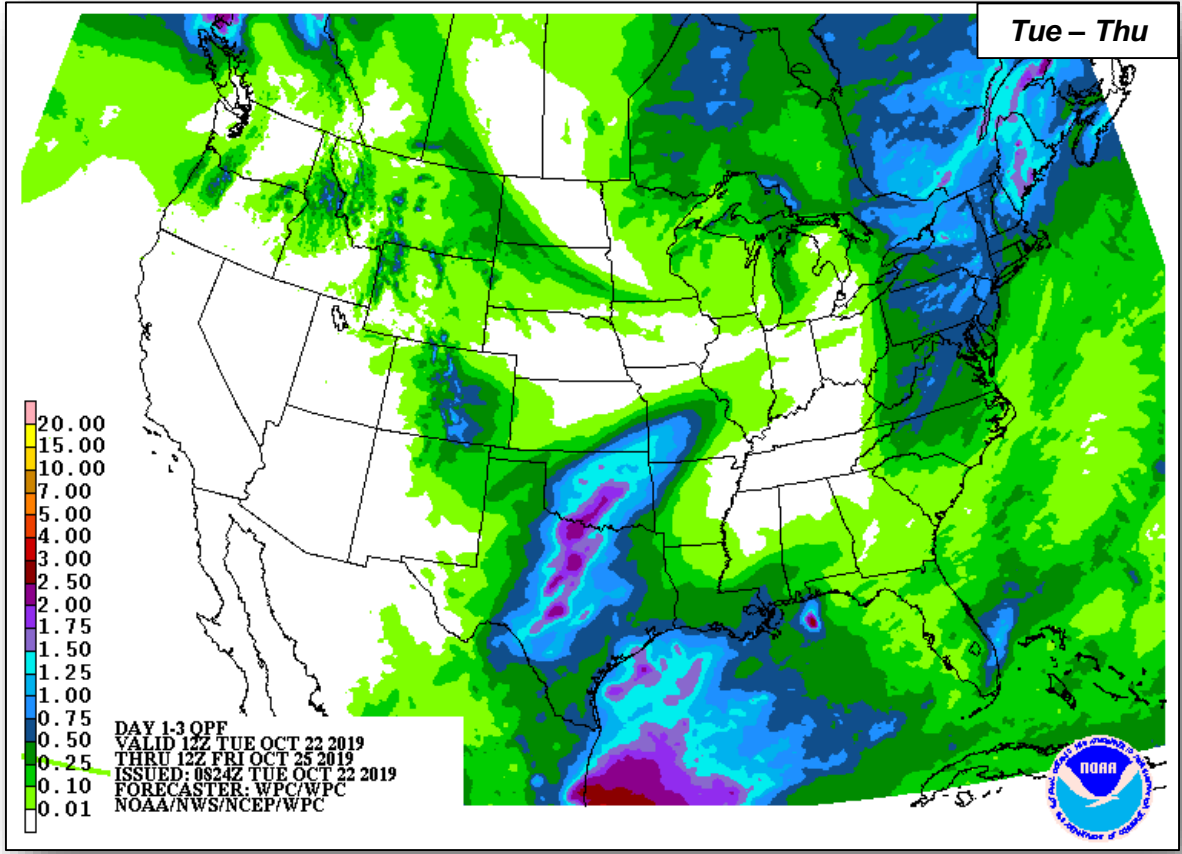 Tue – Thu
20.00
15.00
10.00
7.00
5.00
4.00
3.00
2.50
2.00
1.75
1.50
1.25
1.00
0.75
0.50
0.25
0.10
0.01
DAY 1-3 QPF
VALID 12Z TUE OCT 22 2019
THRU 12Z FRI OCT 25 2019
ISSUED: 0824Z TUE OCT 22 2019
FORECASTER: WPC/WPC
NOAA/NWS/NCEP/WPC
NOAA